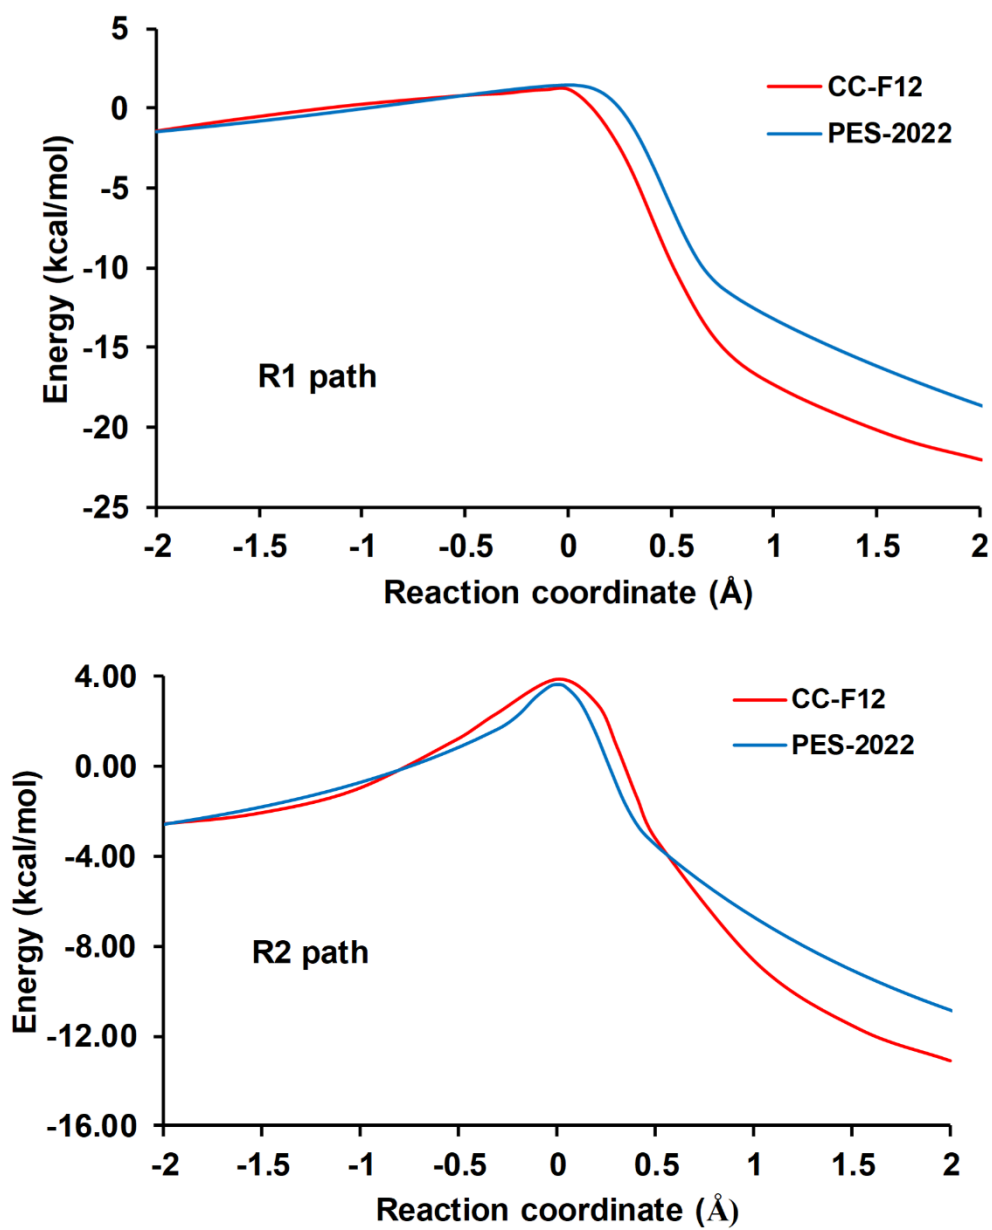 5
CC-F12
0
PES-2022
-5
Energy (kcal/mol)
-10
-15
R1 path
-20
-25
-2 -1.5 -1 -0.5 0 0.5 1 1.5 2
Reaction coordinate (Å)
4.00
CC-F12
PES-2022
0.00
Energy (kcal/mol)
-4.00
R2 path
-8.00
-12.00
-16.00
-2 -1.5 -1 -0.5 0 0.5 1 1.5 2
Reaction coordinate (Å)